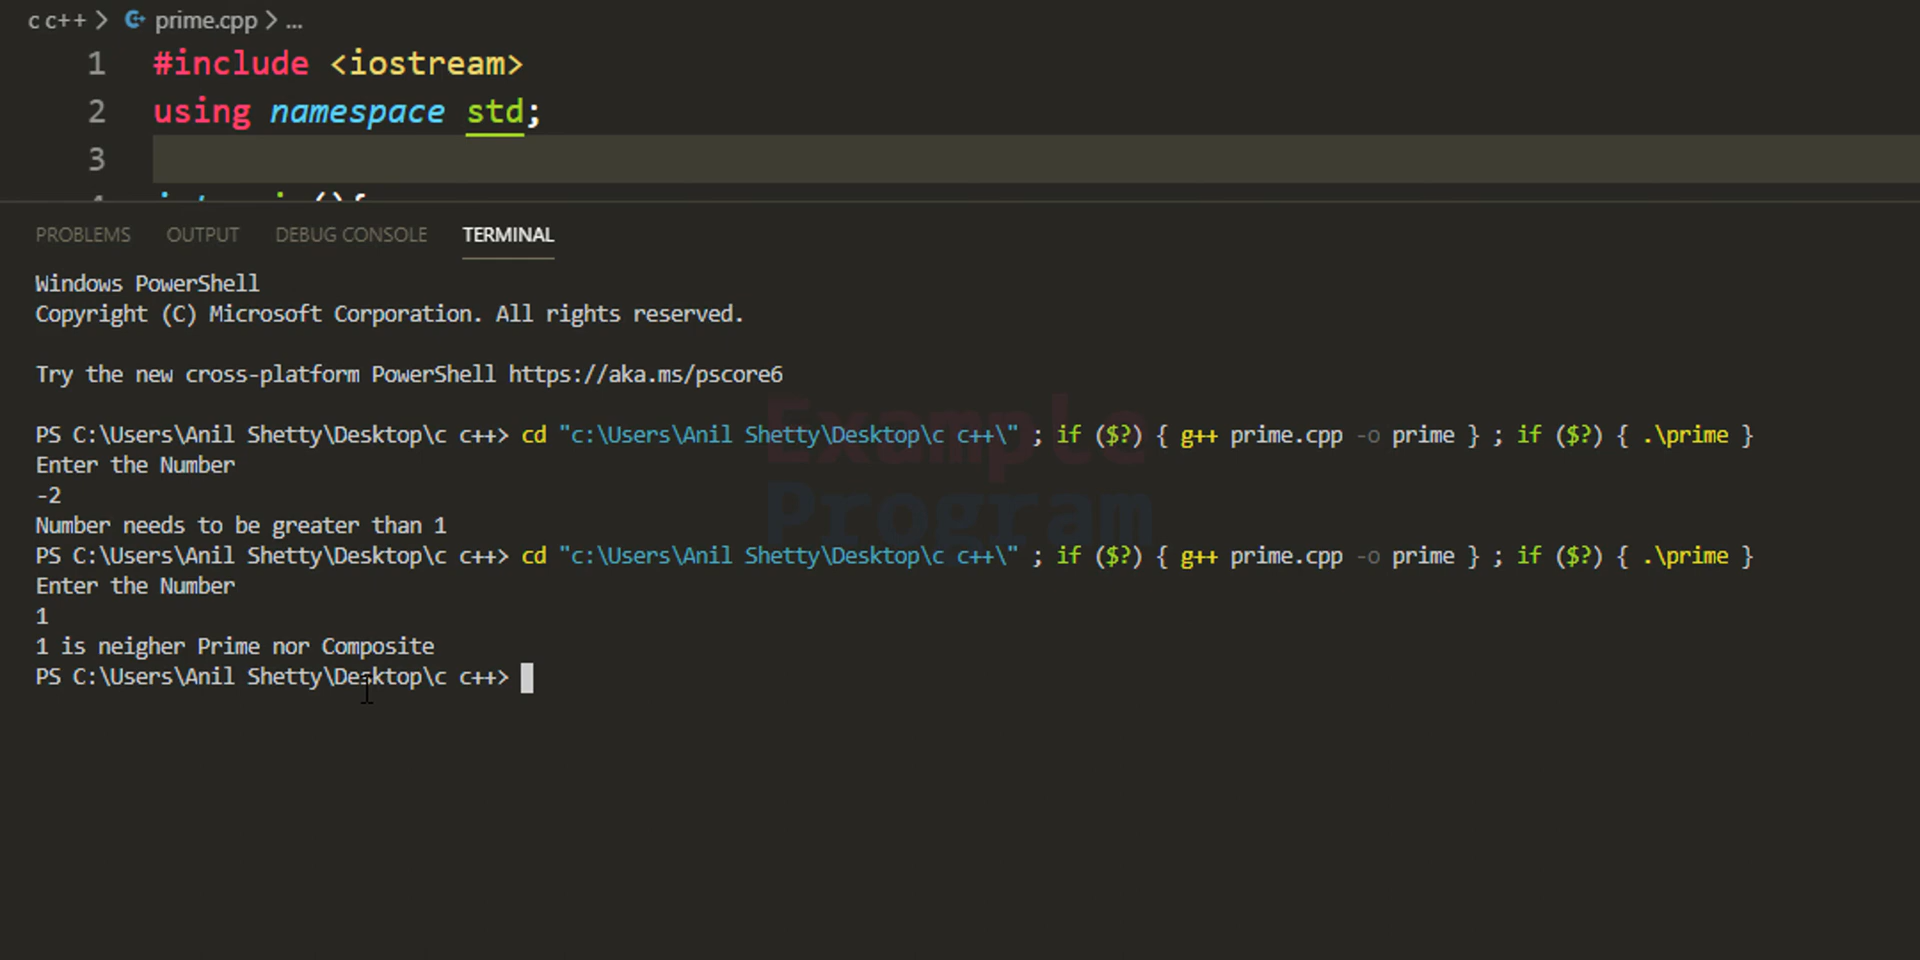 c c++ > prime.cpp > ...
1 #include <iostream>
2 using namespace std;
3
PROBLEMS OUTPUT DEBUG CONSOLE TERMINAL
Windows PowerShell
Copyright (C) Microsoft Corporation. All rights reserved.
Try the new cross-platform PowerShell https://aka.ms/pscore6
PS C:\Users\Anil Shetty\Desktop\c c++> cd "c:\Users\Anil Shetty\Desktop\c c++\" ; if ($?) { g++ prime.cpp -o prime } ; if ($?) { .\prime }
Enter the Number
-2
Number needs to be greater than 1
PS C:\Users\Anil Shetty\Desktop\c c++> cd "c:\Users\Anil Shetty\Desktop\c c++\" ; if ($?) { g++ prime.cpp -o prime } ; if ($?) { .\prime }
Enter the Number
1
1 is neigher Prime nor Composite
PS C:\Users\Anil Shetty\Desktop\c c++>
Example
Program